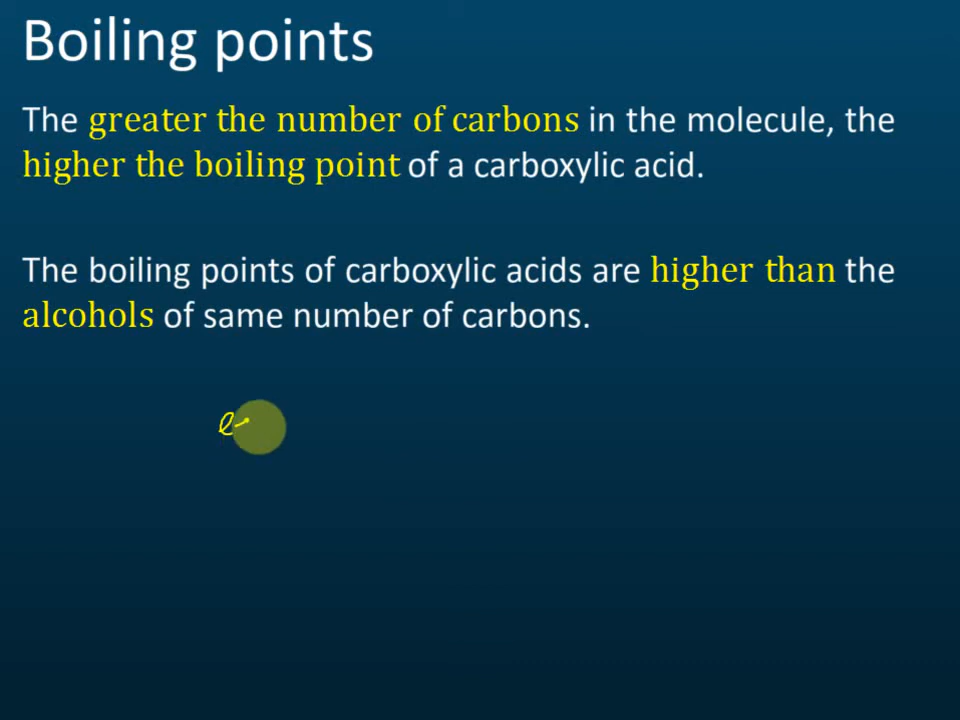 Boiling points
The greater the number of carbons in the molecule, the
higher the boiling point of a carboxylic acid.
The boiling points of carboxylic acids are higher than the
alcohols of same number of carbons.